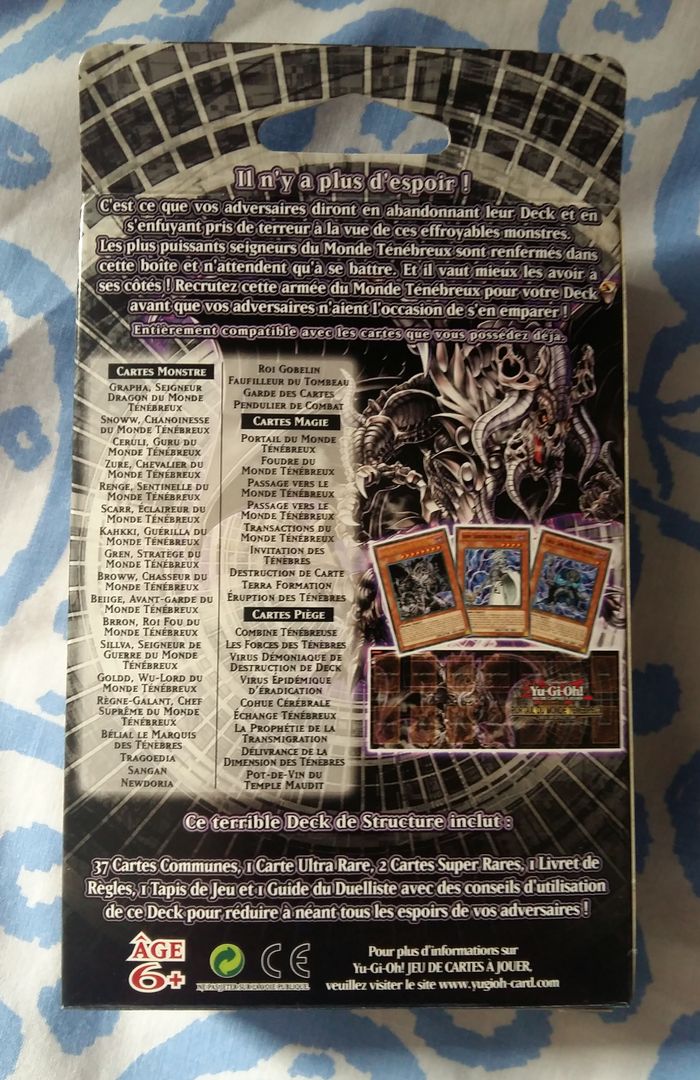 Il n'y a plus d'espoir !
C'est ce que vos adversaires diront en abandonnant leur Deck et en
s'enfuyant pris de terreur à la vue de ces effroyables monstres.
Les plus puissants seigneurs du Monde Ténébreux sont renfermés dans
cette boite et n'attendent qu'à se battre. Et il vaut mieux les avoir à
ses côtés ! Recrutez cette armée du Monde Ténébreux pour votre Deck
avant que vos adversaires n'aient l'occasion de s'en emparer !
Entièrement compatible avec les cartes que vous possédez déjà.
Cartes Monstre
Grapha, Seigneur
Dragon du Monde
Ténébreux
Snoww, Chanoinesse
du Monde Ténébreux
Ceruli, Guru du
Monde Ténébreux
Zure, Chevalier du
Monde Ténébreux
Renge, Sentinelle du
Monde Ténébreux
Scarr, Éclaireur du
Monde Ténébreux
Kahkki, Guérilla du
Monde Ténébreux
Gren, Stratège du
Monde Ténébreux
Broww, Chasseur du
Monde Ténébreux
Beiige, Avant-garde du
Monde Ténébreux
Brron, Roi Fou du
Monde Ténébreux
Sillva, Seigneur de
Guerre du Monde
Ténébreux
Goldd, Wu-Lord du
Monde Ténébreux
Règne-Galant, Chef
Suprême du Monde
Ténébreux
Bélial le Marquis
des Ténèbres
Tragoedia
Sangan
Newdoria
Roi Gobelin
Faufilleur du Tombeau
Garde des Cartes
Pendulier de Combat
Cartes Magie
Portail du Monde
Ténébreux
Foudre du
Monde Ténébreux
Passage vers le
Monde Ténébreux
Passage vers le
Monde Ténébreux
Transactions du
Monde Ténébreux
Invitation des
Ténèbres
Destruction de Carte
Terra Formation
Éruption des Ténèbres
Cartes Piège
Combine Ténébreuse
Les Forces des Ténèbres
Virus Démoniaque de
Destruction de Deck
Virus Épidémique
d'éradication
Cohue Cérébrale
Échange Ténébreux
La Prophétie de la
Transmigration
Délivrance de la
Dimension des Ténèbres
Pot-de-Vin du
Temple Maudit
Yu-Gi-Oh!
JEU DE CARTES À JOUER
PORTAIL DU MONDE TÉNÉBREUX
Ce terrible Deck de Structure inclut :
37 Cartes Communes, 1 Carte Ultra Rare, 2 Cartes Super Rares, 1 Livret de
Règles, 1 Tapis de Jeu et 1 Guide du Duelliste avec des conseils d'utilisation
de ce Deck pour réduire à néant tous les espoirs de vos adversaires !
ÂGE
6+
CE
NE PAS JETER SUR LA VOIE PUBLIQUE.
Pour plus d'informations sur
Yu-Gi-Oh! JEU DE CARTES À JOUER,
veuillez visiter le site www.yugioh-card.com